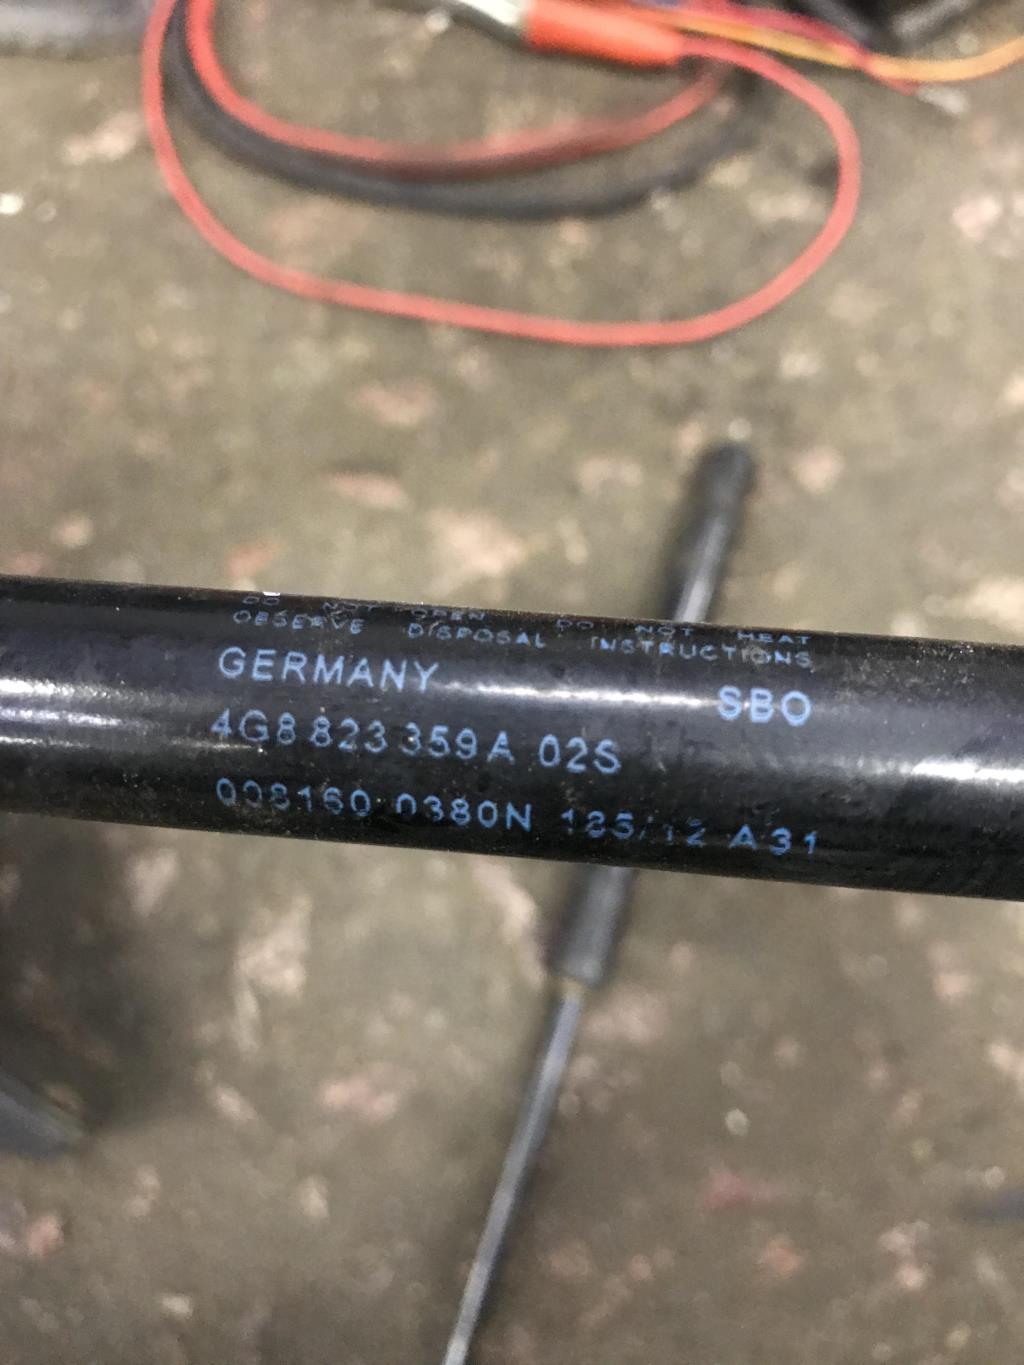 DO NOT OPEN DO NOT HEAT
OBSERVE DISPOSAL INSTRUCTIONS
GERMANY SBO
4G8 823 359 A 02S
008160 0380N 185/12 A31